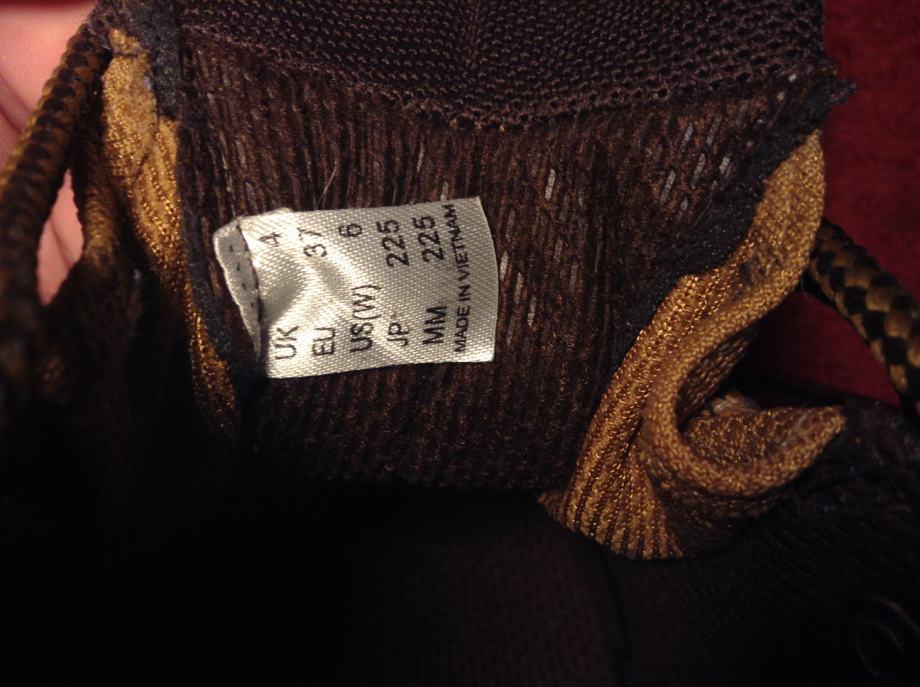 UK 4
EU 37
US(W) 6
JP 225
MM 225
MADE IN VIETNAM